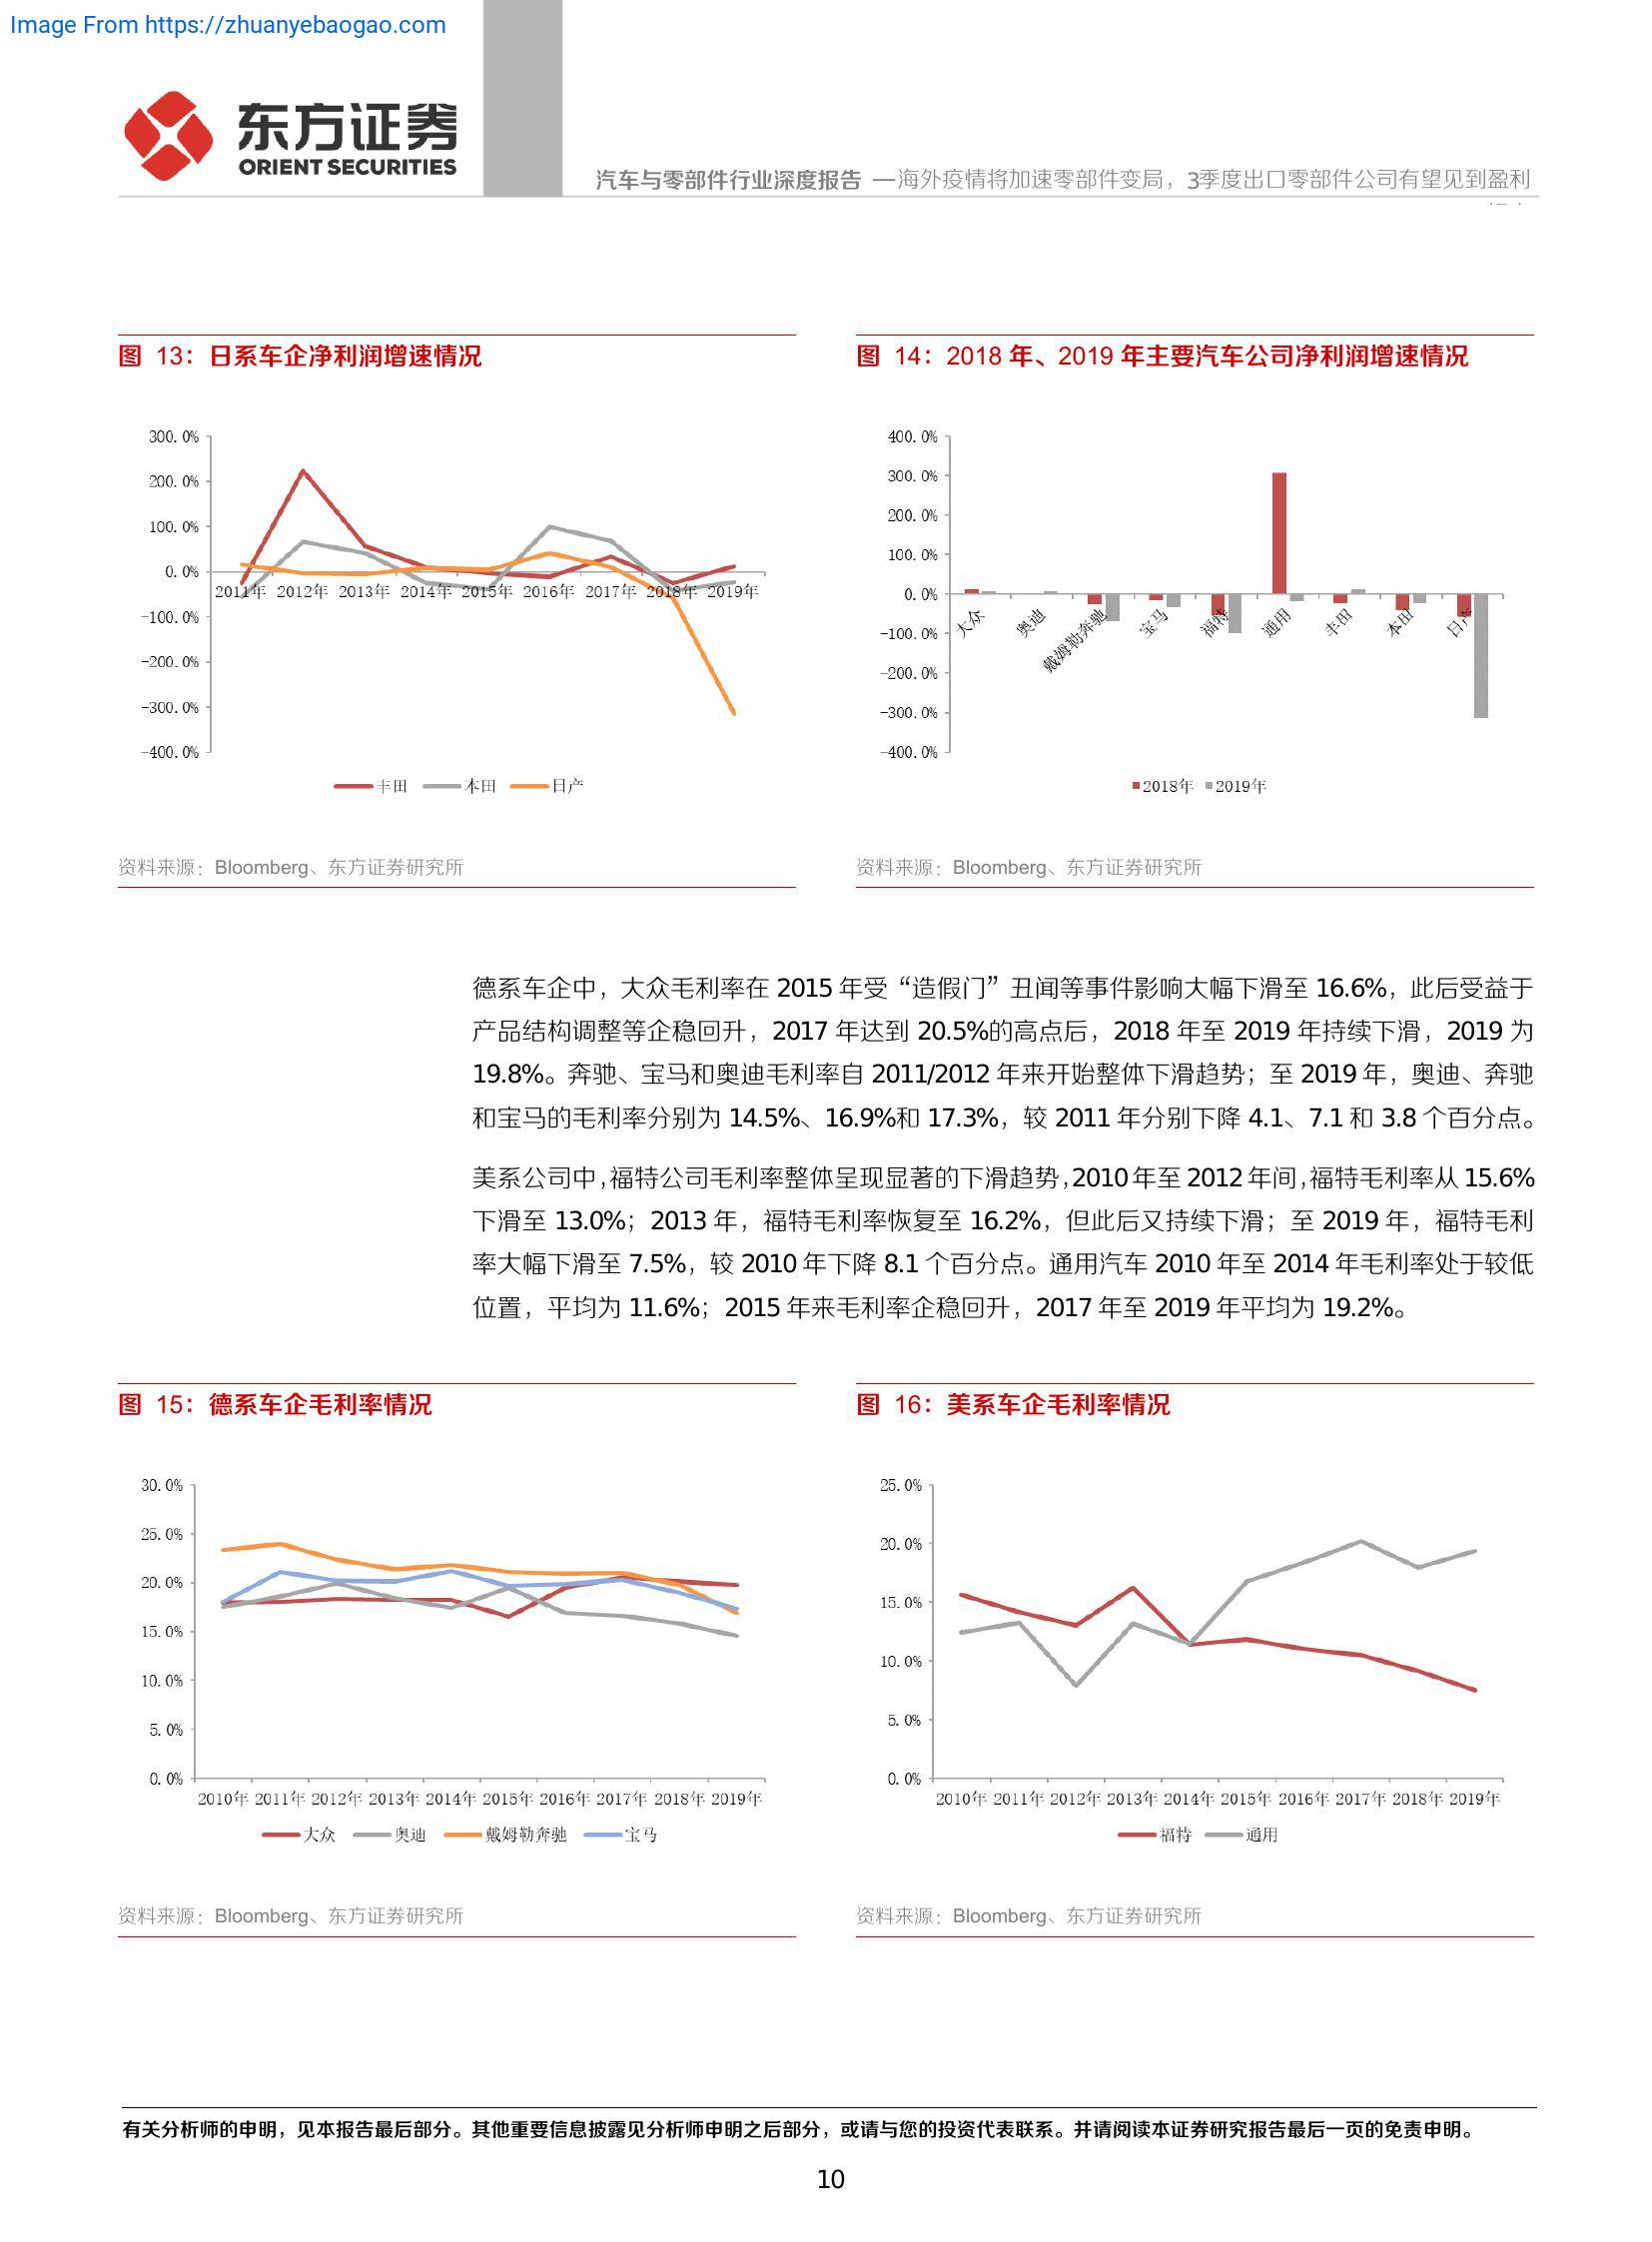 Image From https://zhuanyebaogao.com
东方证券
ORIENT SECURITIES
汽车与零部件行业深度报告 —海外疫情将加速零部件变局，3季度出口零部件公司有望见到盈利
图 13：日系车企净利润增速情况
300.0%
200.0%
100.0%
0.0%
-100.0%
-200.0%
-300.0%
-400.0%
2011年 2012年 2013年 2014年 2015年 2016年 2017年 2018年 2019年
丰田 本田 日产
资料来源：Bloomberg、东方证券研究所
图 14：2018 年、2019 年主要汽车公司净利润增速情况
400.0%
300.0%
200.0%
100.0%
0.0%
-100.0%
-200.0%
-300.0%
-400.0%
大众 奥迪 戴姆勒奔驰 宝马 福特 通用 丰田 本田 日产
2018年 2019年
资料来源：Bloomberg、东方证券研究所
德系车企中，大众毛利率在 2015 年受“造假门”丑闻等事件影响大幅下滑至 16.6%，此后受益于
产品结构调整等企稳回升，2017 年达到 20.5%的高点后，2018 年至 2019 年持续下滑，2019 为
19.8%。奔驰、宝马和奥迪毛利率自 2011/2012 年来开始整体下滑趋势；至 2019 年，奥迪、奔驰
和宝马的毛利率分别为 14.5%、16.9%和 17.3%，较 2011 年分别下降 4.1、7.1 和 3.8 个百分点。
美系公司中，福特公司毛利率整体呈现显著的下滑趋势，2010 年至 2012 年间，福特毛利率从 15.6%
下滑至 13.0%；2013 年，福特毛利率恢复至 16.2%，但此后又持续下滑；至 2019 年，福特毛利
率大幅下滑至 7.5%，较 2010 年下降 8.1 个百分点。通用汽车 2010 年至 2014 年毛利率处于较低
位置，平均为 11.6%；2015 年来毛利率企稳回升，2017 年至 2019 年平均为 19.2%。
图 15：德系车企毛利率情况
30.0%
25.0%
20.0%
15.0%
10.0%
5.0%
0.0%
2010年 2011年 2012年 2013年 2014年 2015年 2016年 2017年 2018年 2019年
大众 奥迪 戴姆勒奔驰 宝马
资料来源：Bloomberg、东方证券研究所
图 16：美系车企毛利率情况
25.0%
20.0%
15.0%
10.0%
5.0%
0.0%
2010年 2011年 2012年 2013年 2014年 2015年 2016年 2017年 2018年 2019年
福特 通用
资料来源：Bloomberg、东方证券研究所
有关分析师的申明，见本报告最后部分。其他重要信息披露见分析师申明之后部分，或请与您的投资代表联系。并请阅读本证券研究报告最后一页的免责申明。
10